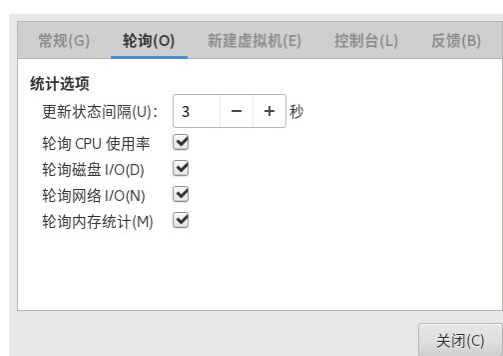 常规(G) 轮询(O) 新建虚拟机(E) 控制台(L) 反馈(B)
统计选项
更新状态间隔(U)： 3 − + 秒
轮询 CPU 使用率
轮询磁盘 I/O(D)
轮询网络 I/O(N)
轮询内存统计(M)
关闭(C)